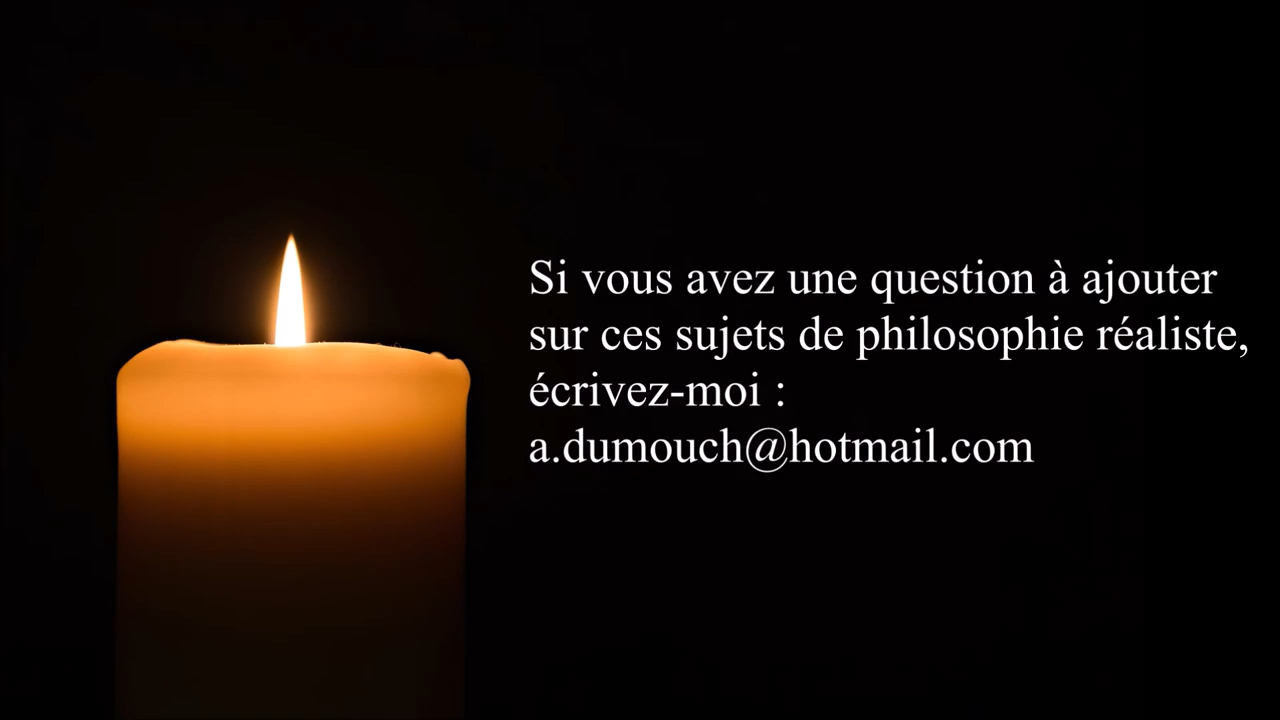 Si vous avez une question à ajouter
sur ces sujets de philosophie réaliste,
écrivez-moi :
a.dumouch@hotmail.com